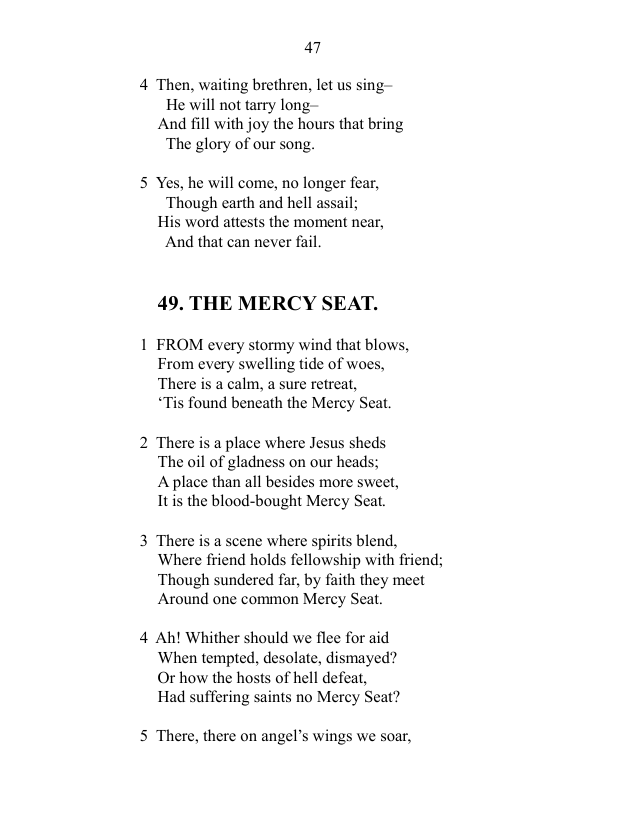 47
4 Then, waiting brethren, let us sing–
He will not tarry long–
And fill with joy the hours that bring
The glory of our song.
5 Yes, he will come, no longer fear,
Though earth and hell assail;
His word attests the moment near,
And that can never fail.
49. THE MERCY SEAT.
1 FROM every stormy wind that blows,
From every swelling tide of woes,
There is a calm, a sure retreat,
‘Tis found beneath the Mercy Seat.
2 There is a place where Jesus sheds
The oil of gladness on our heads;
A place than all besides more sweet,
It is the blood-bought Mercy Seat.
3 There is a scene where spirits blend,
Where friend holds fellowship with friend;
Though sundered far, by faith they meet
Around one common Mercy Seat.
4 Ah! Whither should we flee for aid
When tempted, desolate, dismayed?
Or how the hosts of hell defeat,
Had suffering saints no Mercy Seat?
5 There, there on angel’s wings we soar,